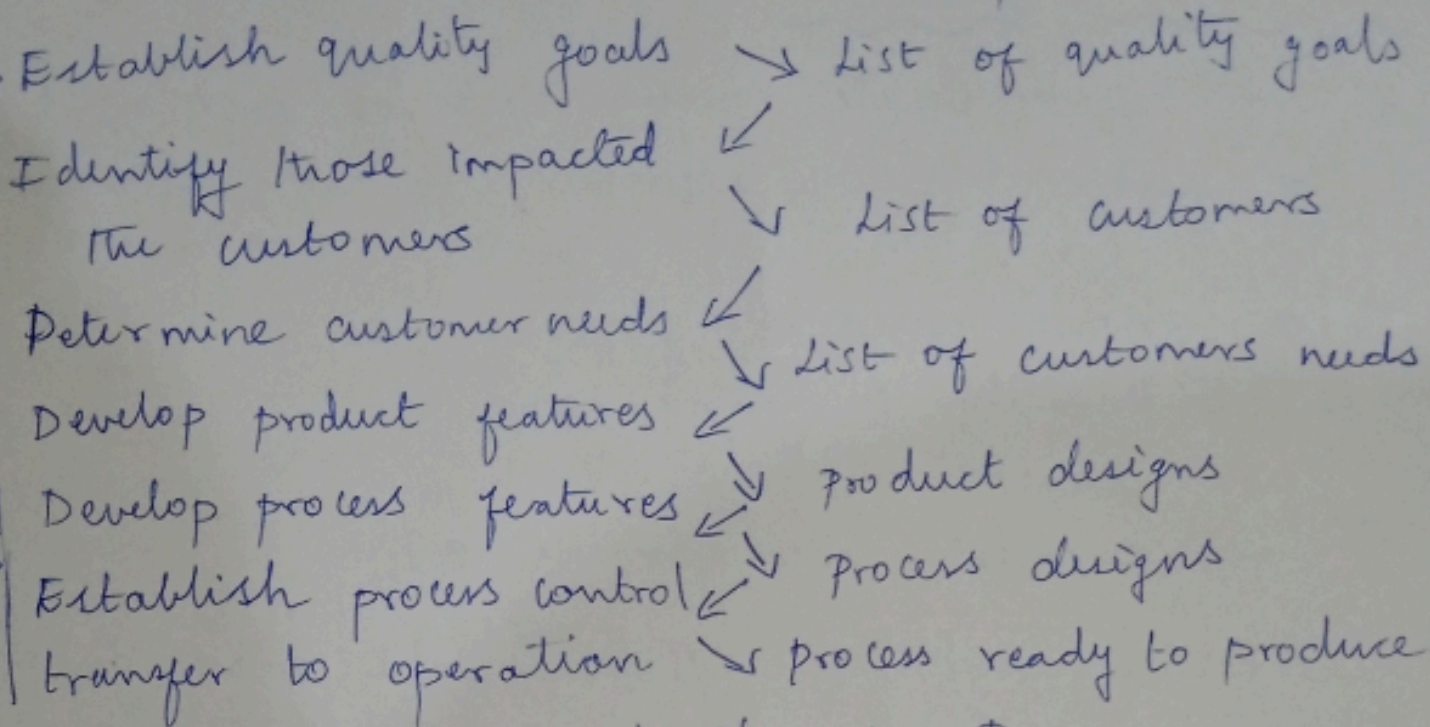 Establish quality goals ↘ List of quality goals
↙
Identify those impacted
↘ List of customers
the customers
↙
Determine customer needs
↘ List of customers needs
Develop product features ↙
↘ Product designs
Develop process features ↙
↘ Process designs
Establish process control ↙
transfer to operation ↘ process ready to produce